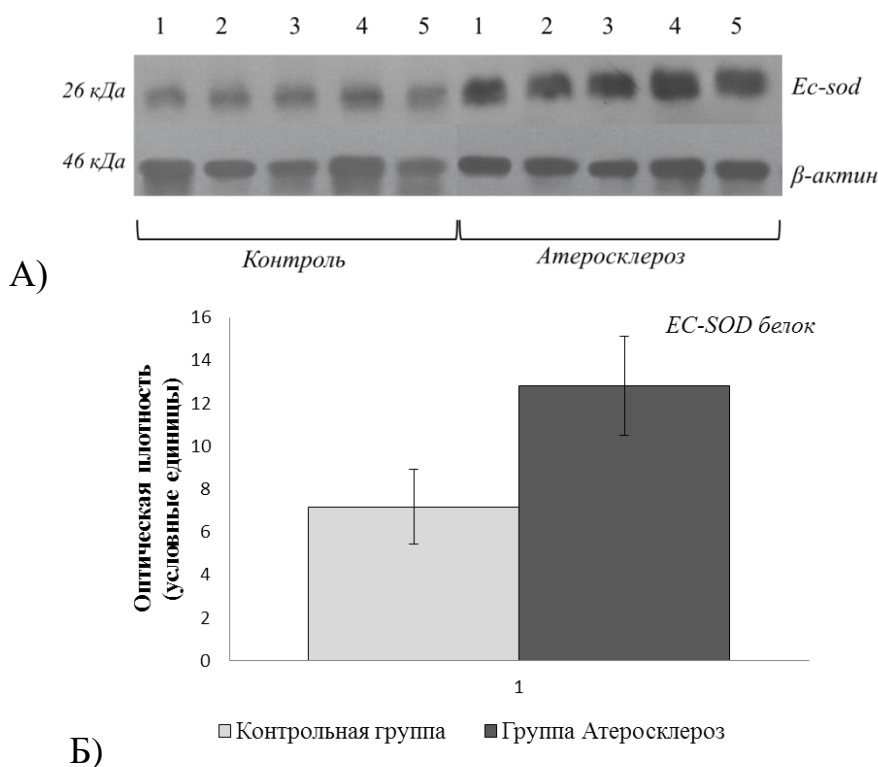 1 2 3 4 5 1 2 3 4 5
26 кДа Ec-sod
46 кДа β-актин
Контроль Атеросклероз
А)
EC-SOD белок
Оптическая плотность
(условные единицы)
16
14
12
10
8
6
4
2
0
1
Контрольная группа Группа Атеросклероз
Б)